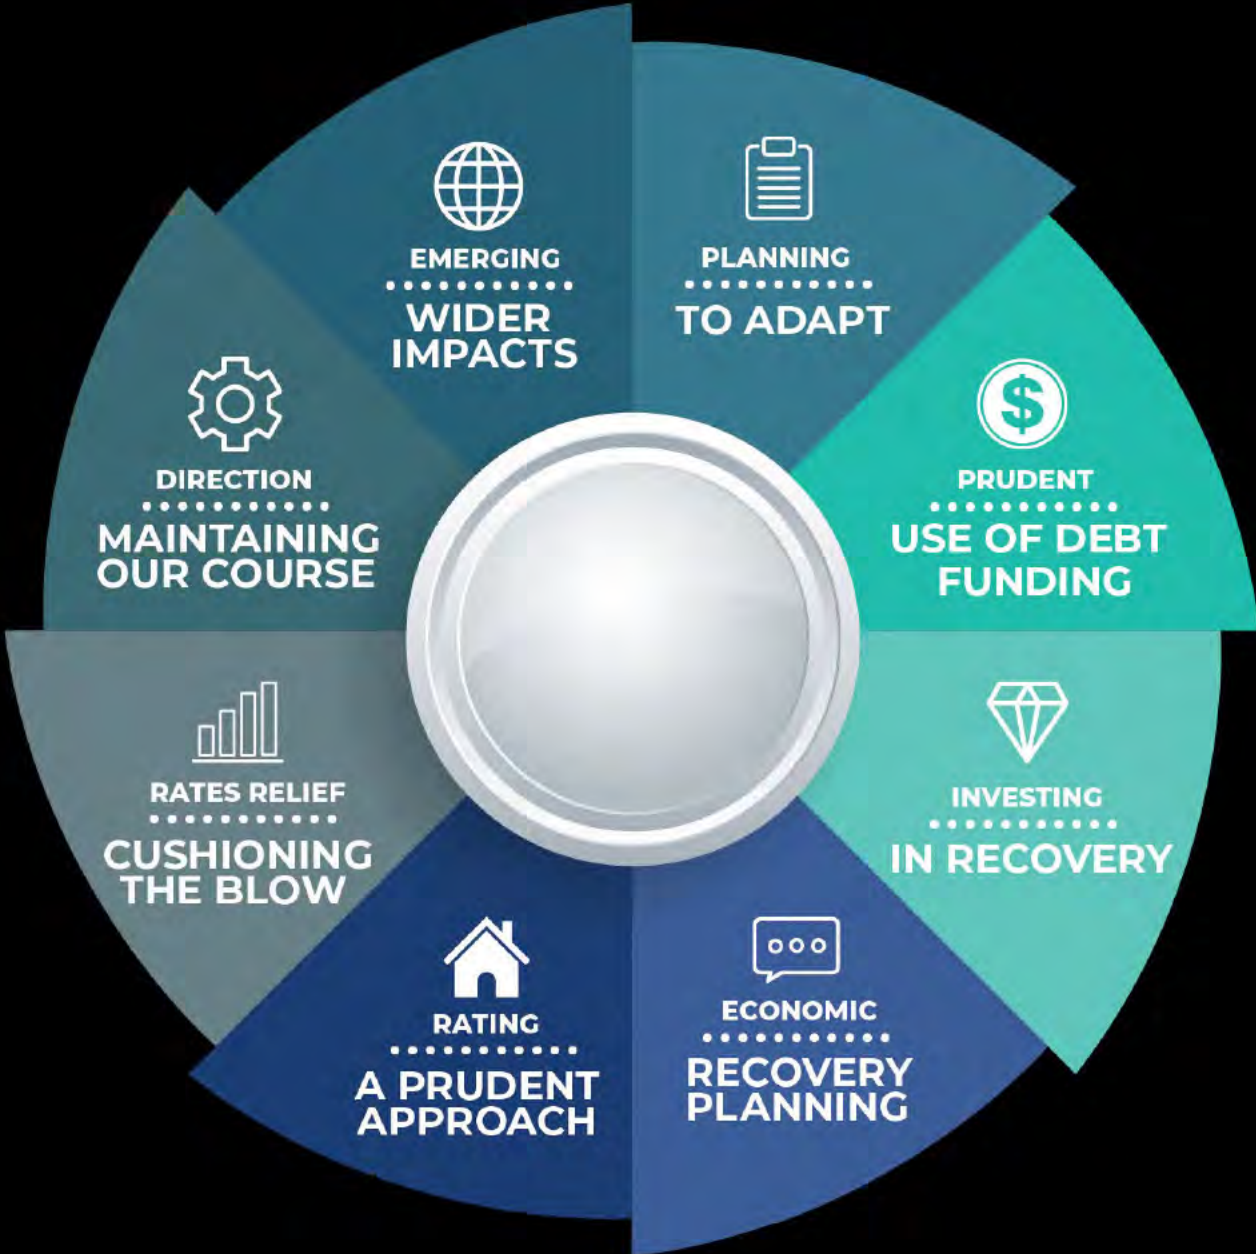 EMERGING
WIDER
IMPACTS
PLANNING
TO ADAPT
PRUDENT
USE OF DEBT
FUNDING
INVESTING
IN RECOVERY
ECONOMIC
RECOVERY
PLANNING
RATING
A PRUDENT
APPROACH
RATES RELIEF
CUSHIONING
THE BLOW
DIRECTION
MAINTAINING
OUR COURSE